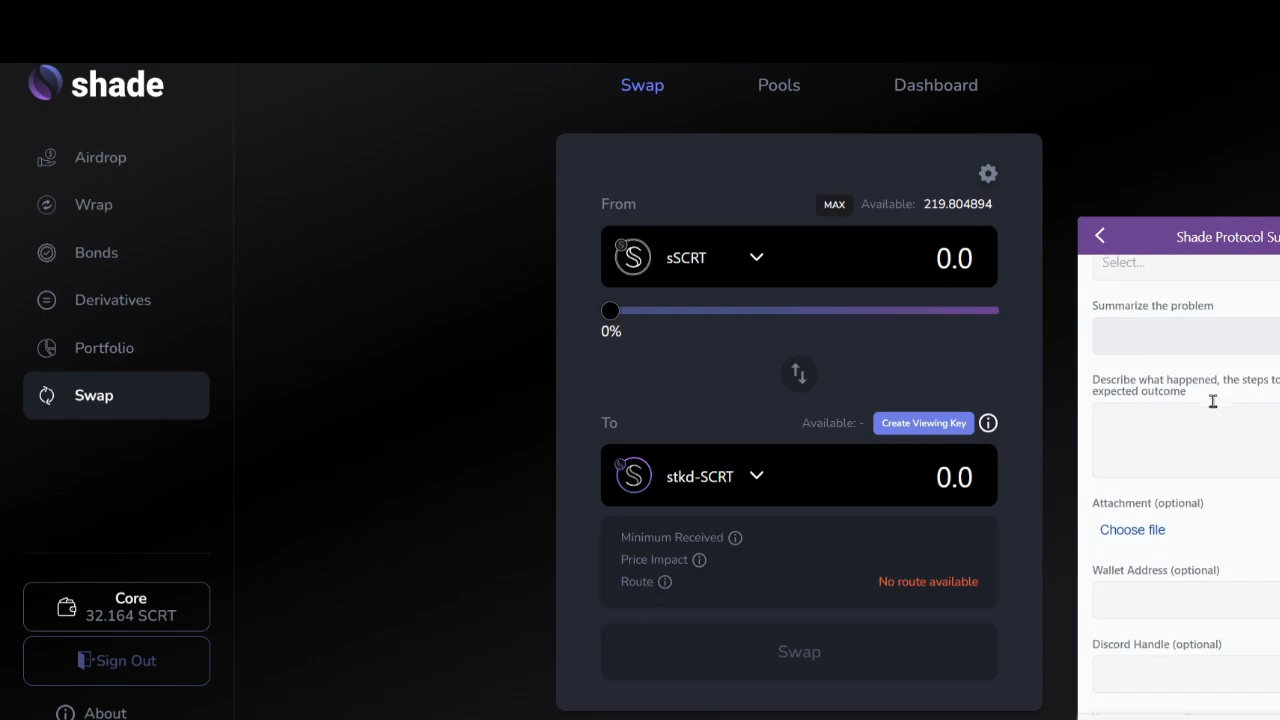 shade
Swap
Pools
Dashboard
Airdrop
Wrap
Bonds
Derivatives
Portfolio
Swap
Core
32.164 SCRT
Sign Out
About
From
MAX
Available: 219.804894
sSCRT
0.0
0%
To
Available: -
Create Viewing Key
stkd-SCRT
0.0
Minimum Received
Price Impact
Route
No route available
Swap
Shade Protocol Su
Select...
Summarize the problem
Describe what happened, the steps to
expected outcome
Attachment (optional)
Choose file
Wallet Address (optional)
Discord Handle (optional)